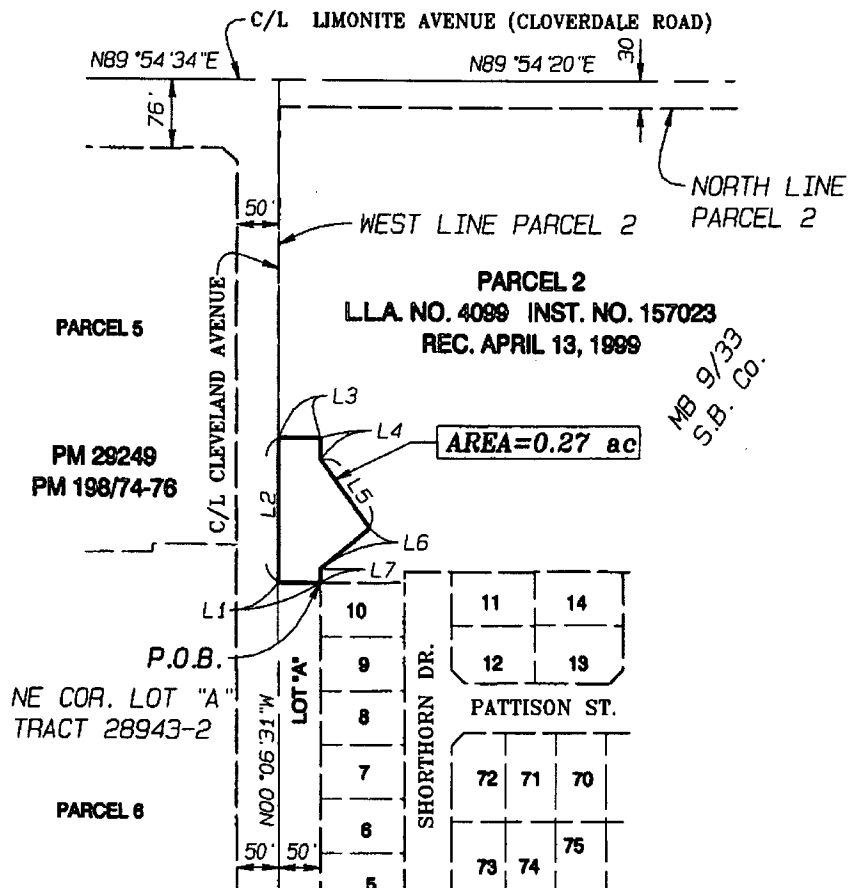 C/L LIMONITE AVENUE (CLOVERDALE ROAD)
N89°54'34"E
N89°54'20"E
30'
76'
NORTH LINE
PARCEL 2
50'
WEST LINE PARCEL 2
PARCEL 2
L.L.A. NO. 4099 INST. NO. 157023
REC. APRIL 13, 1999
MB 9/33
S.B. Co.
PARCEL 5
C/L CLEVELAND AVENUE
L3
L4
AREA=0.27 ac
PM 29249
PM 198/74-76
L2
L5
L6
L7
L1
P.O.B.
NE COR. LOT "A"
TRACT 28943-2
LOT "A"
N00°06'31"W
10
9
8
7
6
5
SHORTHORN DR.
11
14
12
13
PATTISON ST.
72
71
70
73
74
75
PARCEL 6
50'
50'